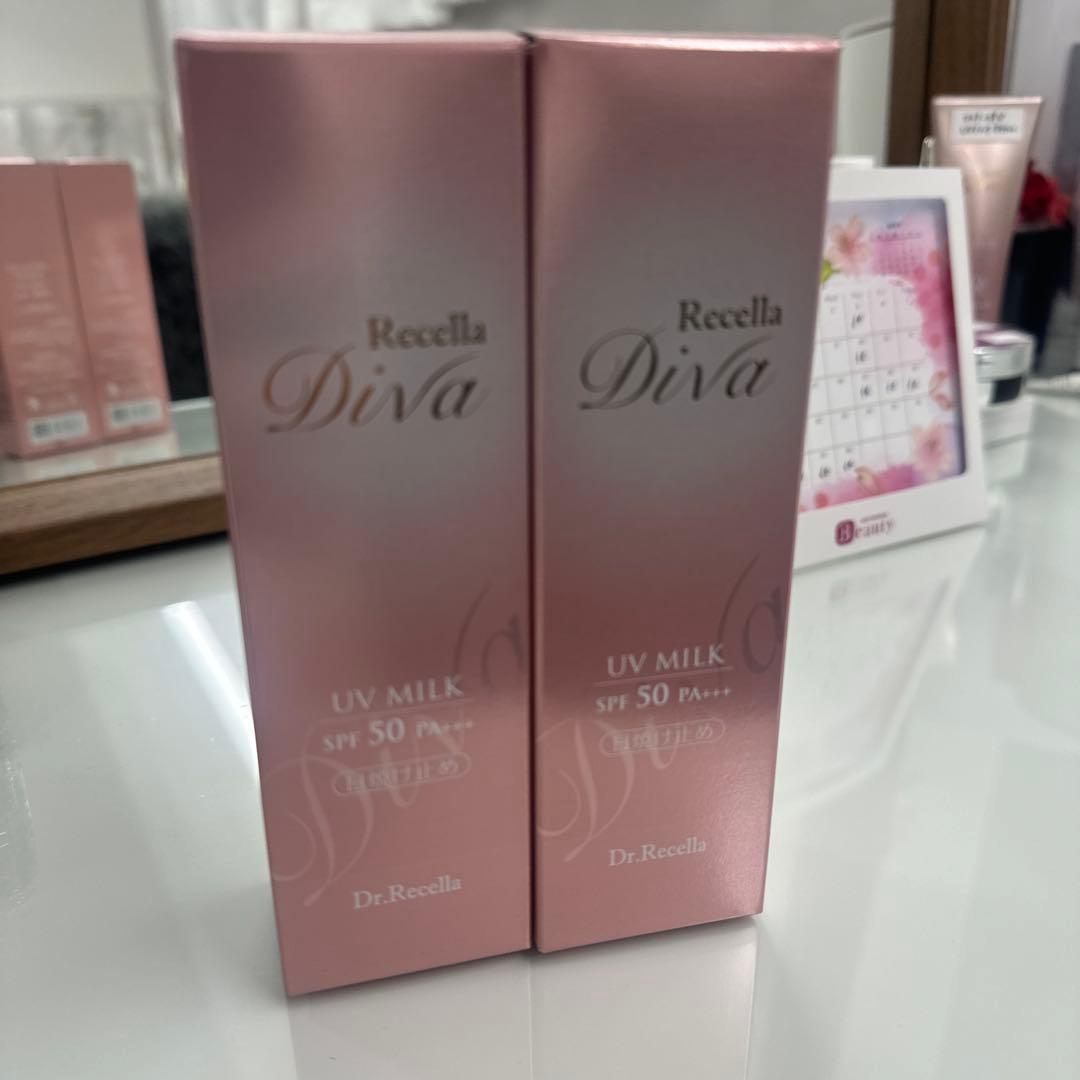 Recella
Diva
UV MILK
SPF 50 PA+++
日焼け止め
Dr.Recella
Recella
Diva
UV MILK
SPF 50 PA+++
日焼け止め
Dr.Recella
Beauty